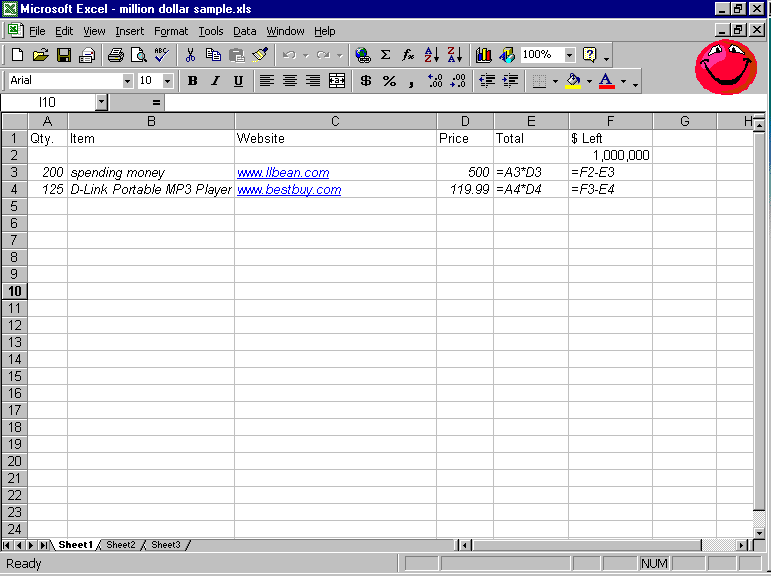 Microsoft Excel - million dollar sample.xls
File Edit View Insert Format Tools Data Window Help
100%
Arial 10 B I U $ % ,
I10 =
A B C D E F G H
1 Qty. Item Website Price Total $ Left
2 1,000,000
3 200 spending money www.llbean.com 500 =A3*D3 =F2-E3
4 125 D-Link Portable MP3 Player www.bestbuy.com 119.99 =A4*D4 =F3-E4
5
6
7
8
9
10
11
12
13
14
15
16
17
18
19
20
21
22
23
24
Sheet1 Sheet2 Sheet3
Ready NUM